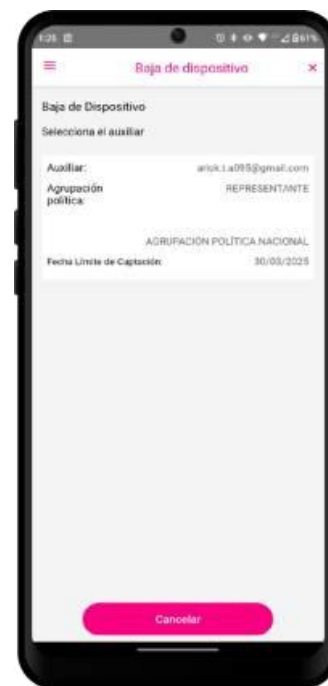 Baja de dispositivo
Baja de Dispositivo
Selecciona el auxiliar
Auxiliar:
Agrupación REPRESENTANTE
política:
AGRUPACIÓN POLÍTICA NACIONAL
Fecha Límite de Captación: 30/03/2025
Cancelar